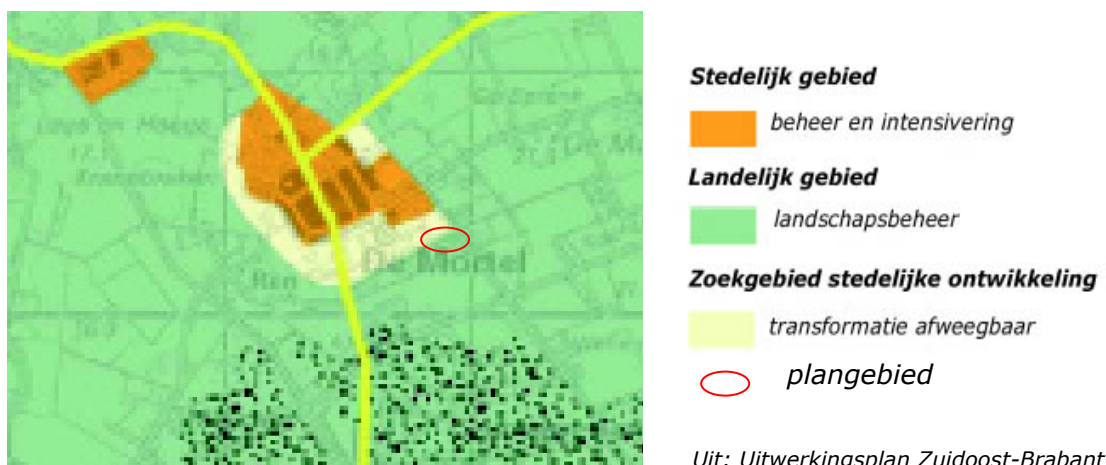 De Mortel
Stedelijk gebied
beheer en intensivering
Landelijk gebied
landschapsbeheer
Zoekgebied stedelijke ontwikkeling
transformatie afweegbaar
plangebied
Uit: Uitwerkingsplan Zuidoost-Brabant